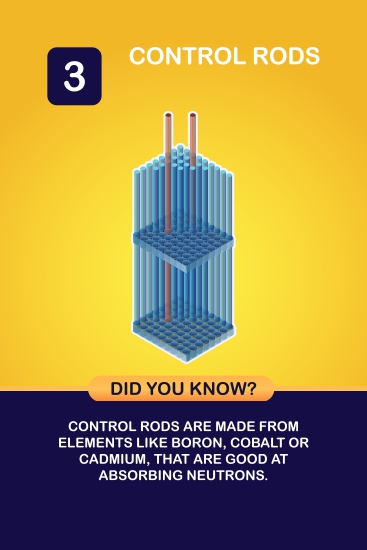 3
CONTROL RODS
DID YOU KNOW?
CONTROL RODS ARE MADE FROM
ELEMENTS LIKE BORON, COBALT OR
CADMIUM, THAT ARE GOOD AT
ABSORBING NEUTRONS.